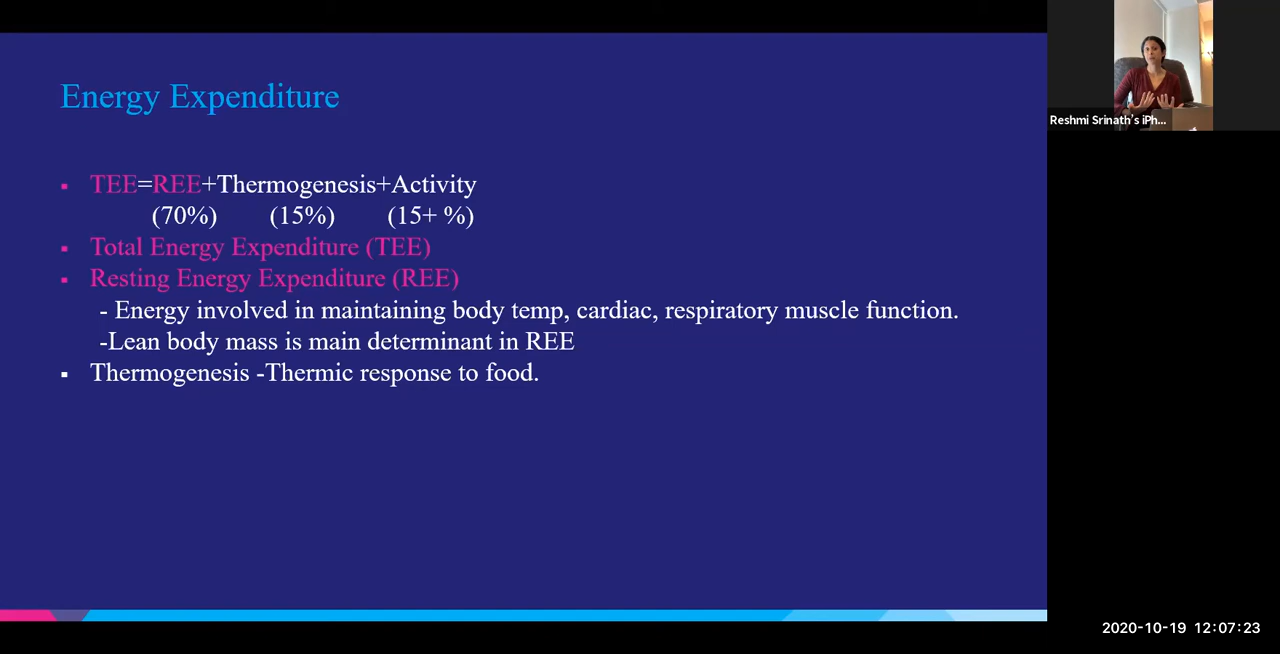 Energy Expenditure
▪ TEE=REE+Thermogenesis+Activity
(70%) (15%) (15+ %)
▪ Total Energy Expenditure (TEE)
▪ Resting Energy Expenditure (REE)
- Energy involved in maintaining body temp, cardiac, respiratory muscle function.
-Lean body mass is main determinant in REE
▪ Thermogenesis -Thermic response to food.
Reshmi Srinath's iPh...
2020-10-19 12:07:23